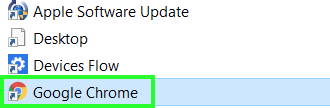 Apple Software Update
Desktop
Devices Flow
Google Chrome